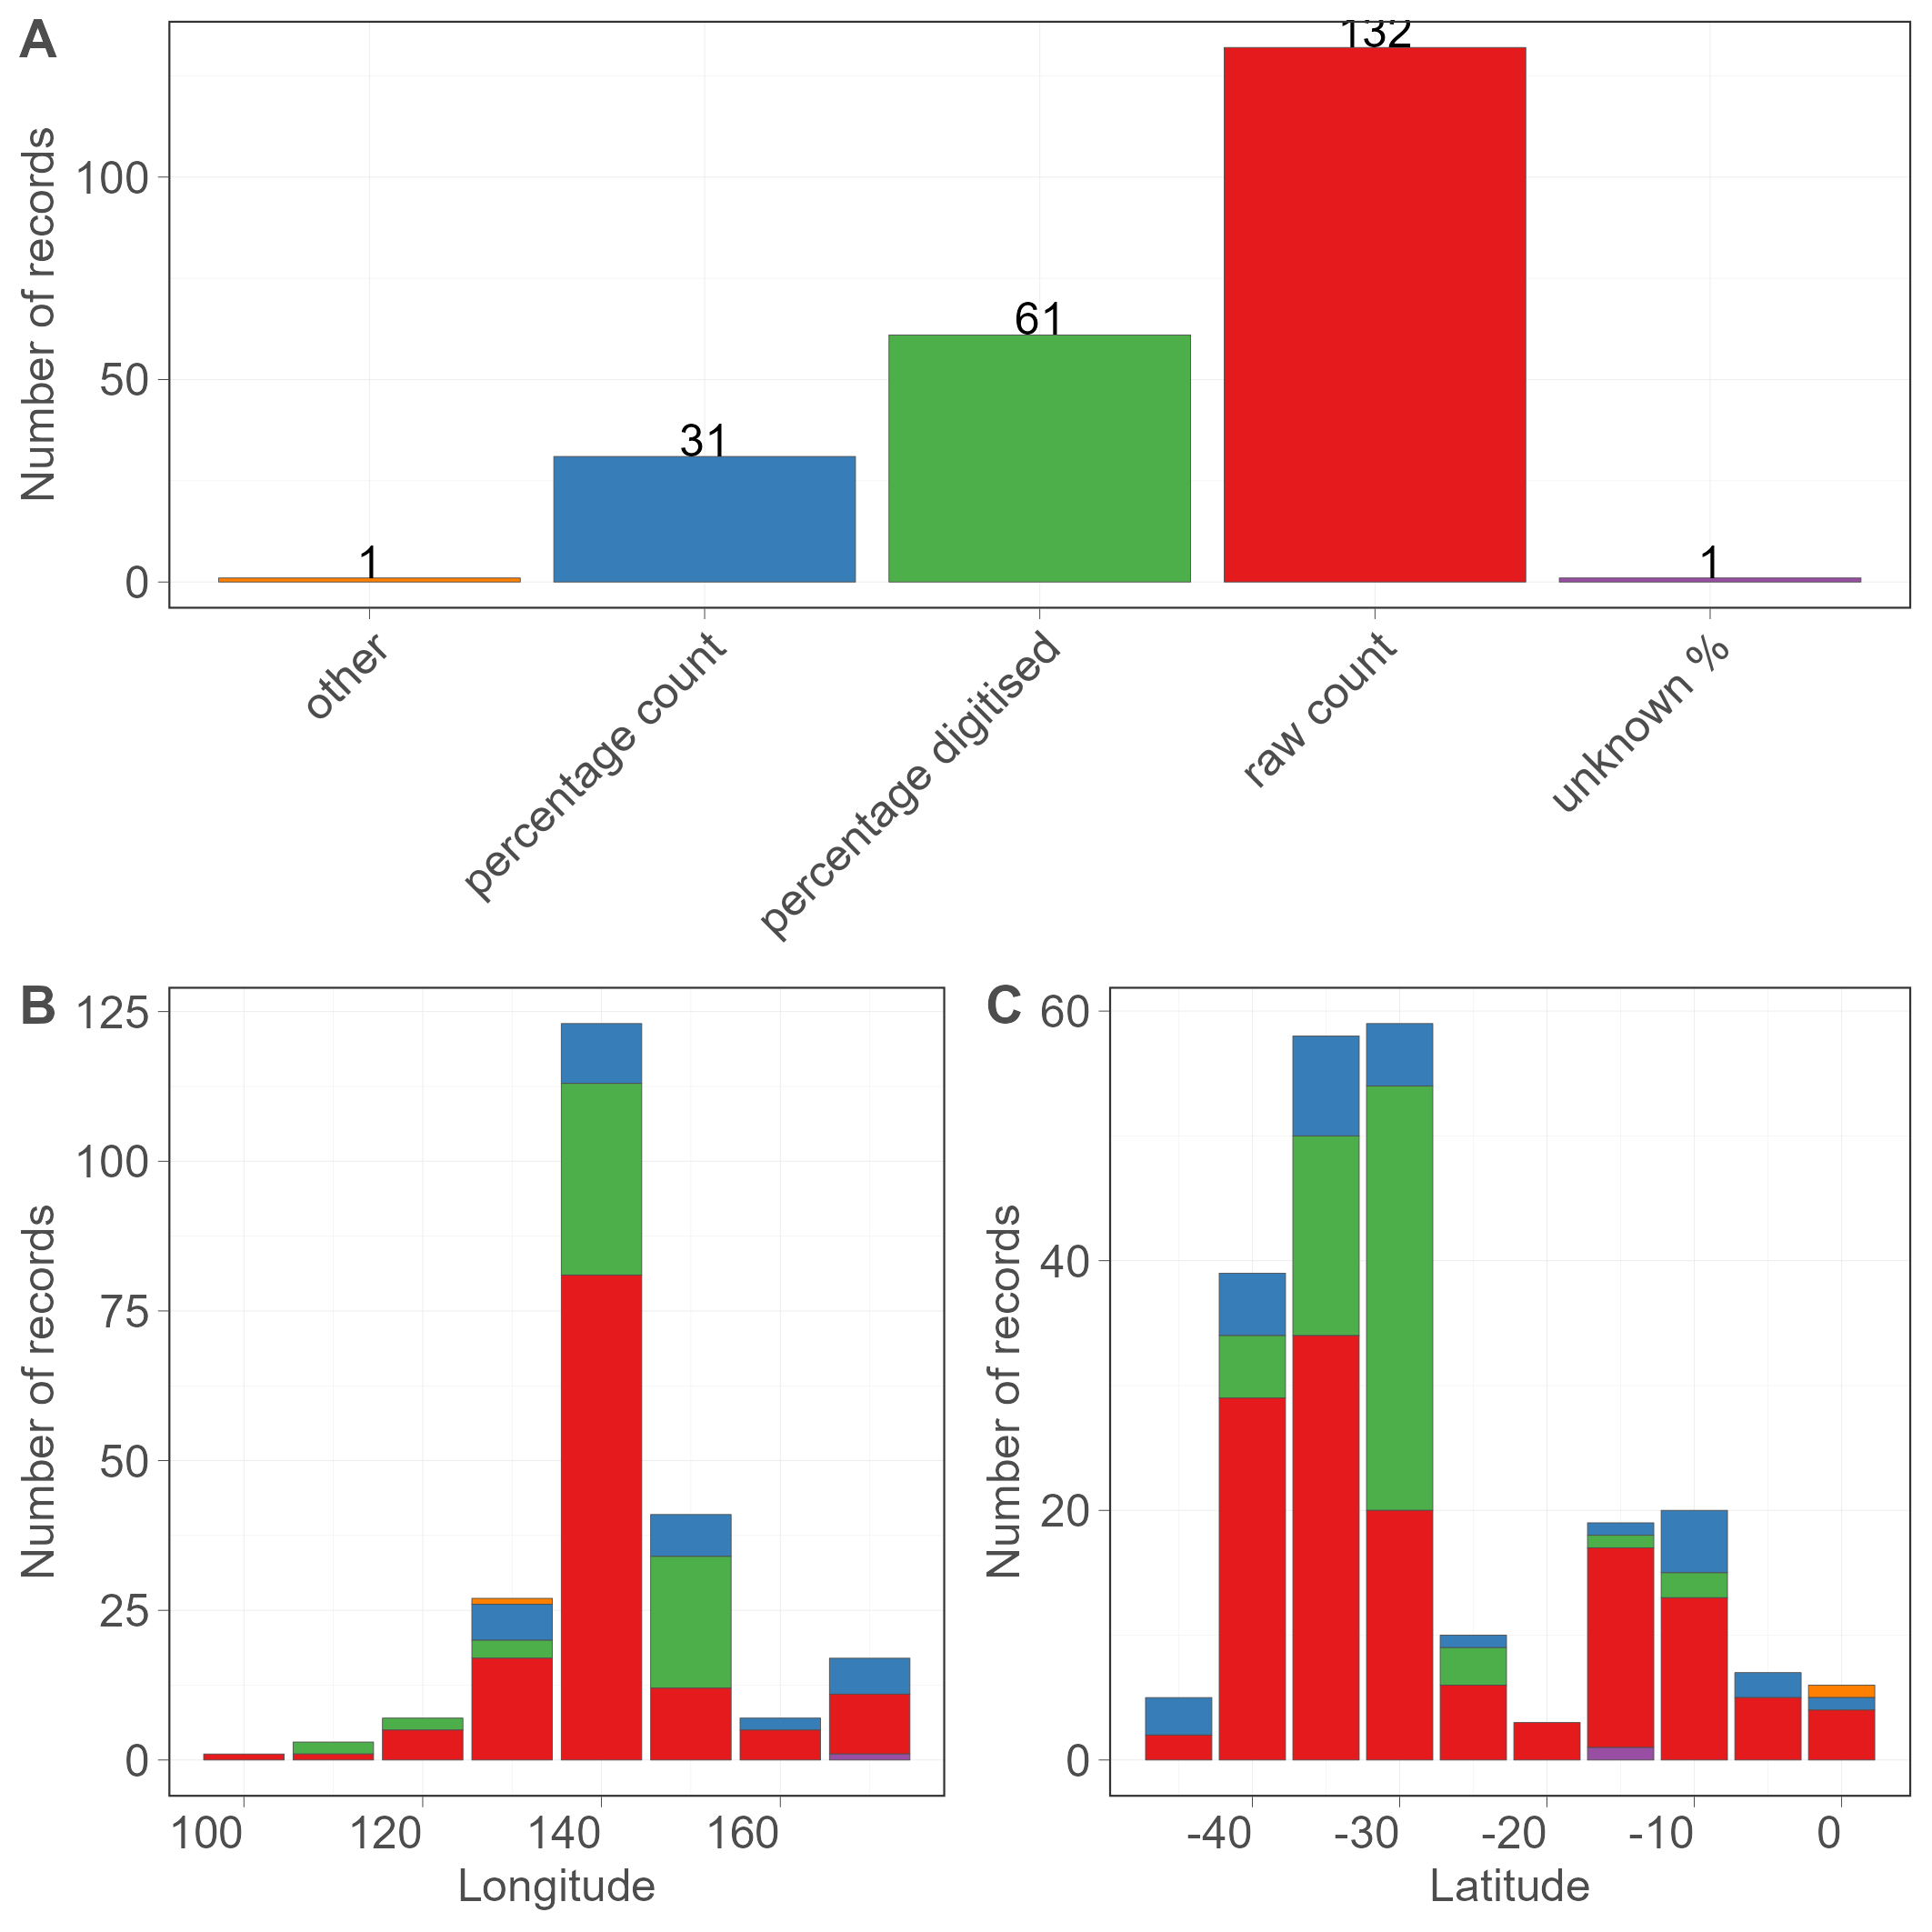 A
Number of records
100
50
0
1
31
61
132
1
other
percentage count
percentage digitised
raw count
unknown %
B
Number of records
125
100
75
50
25
0
100
120
140
160
Longitude
C
Number of records
60
40
20
0
-40
-30
-20
-10
0
Latitude